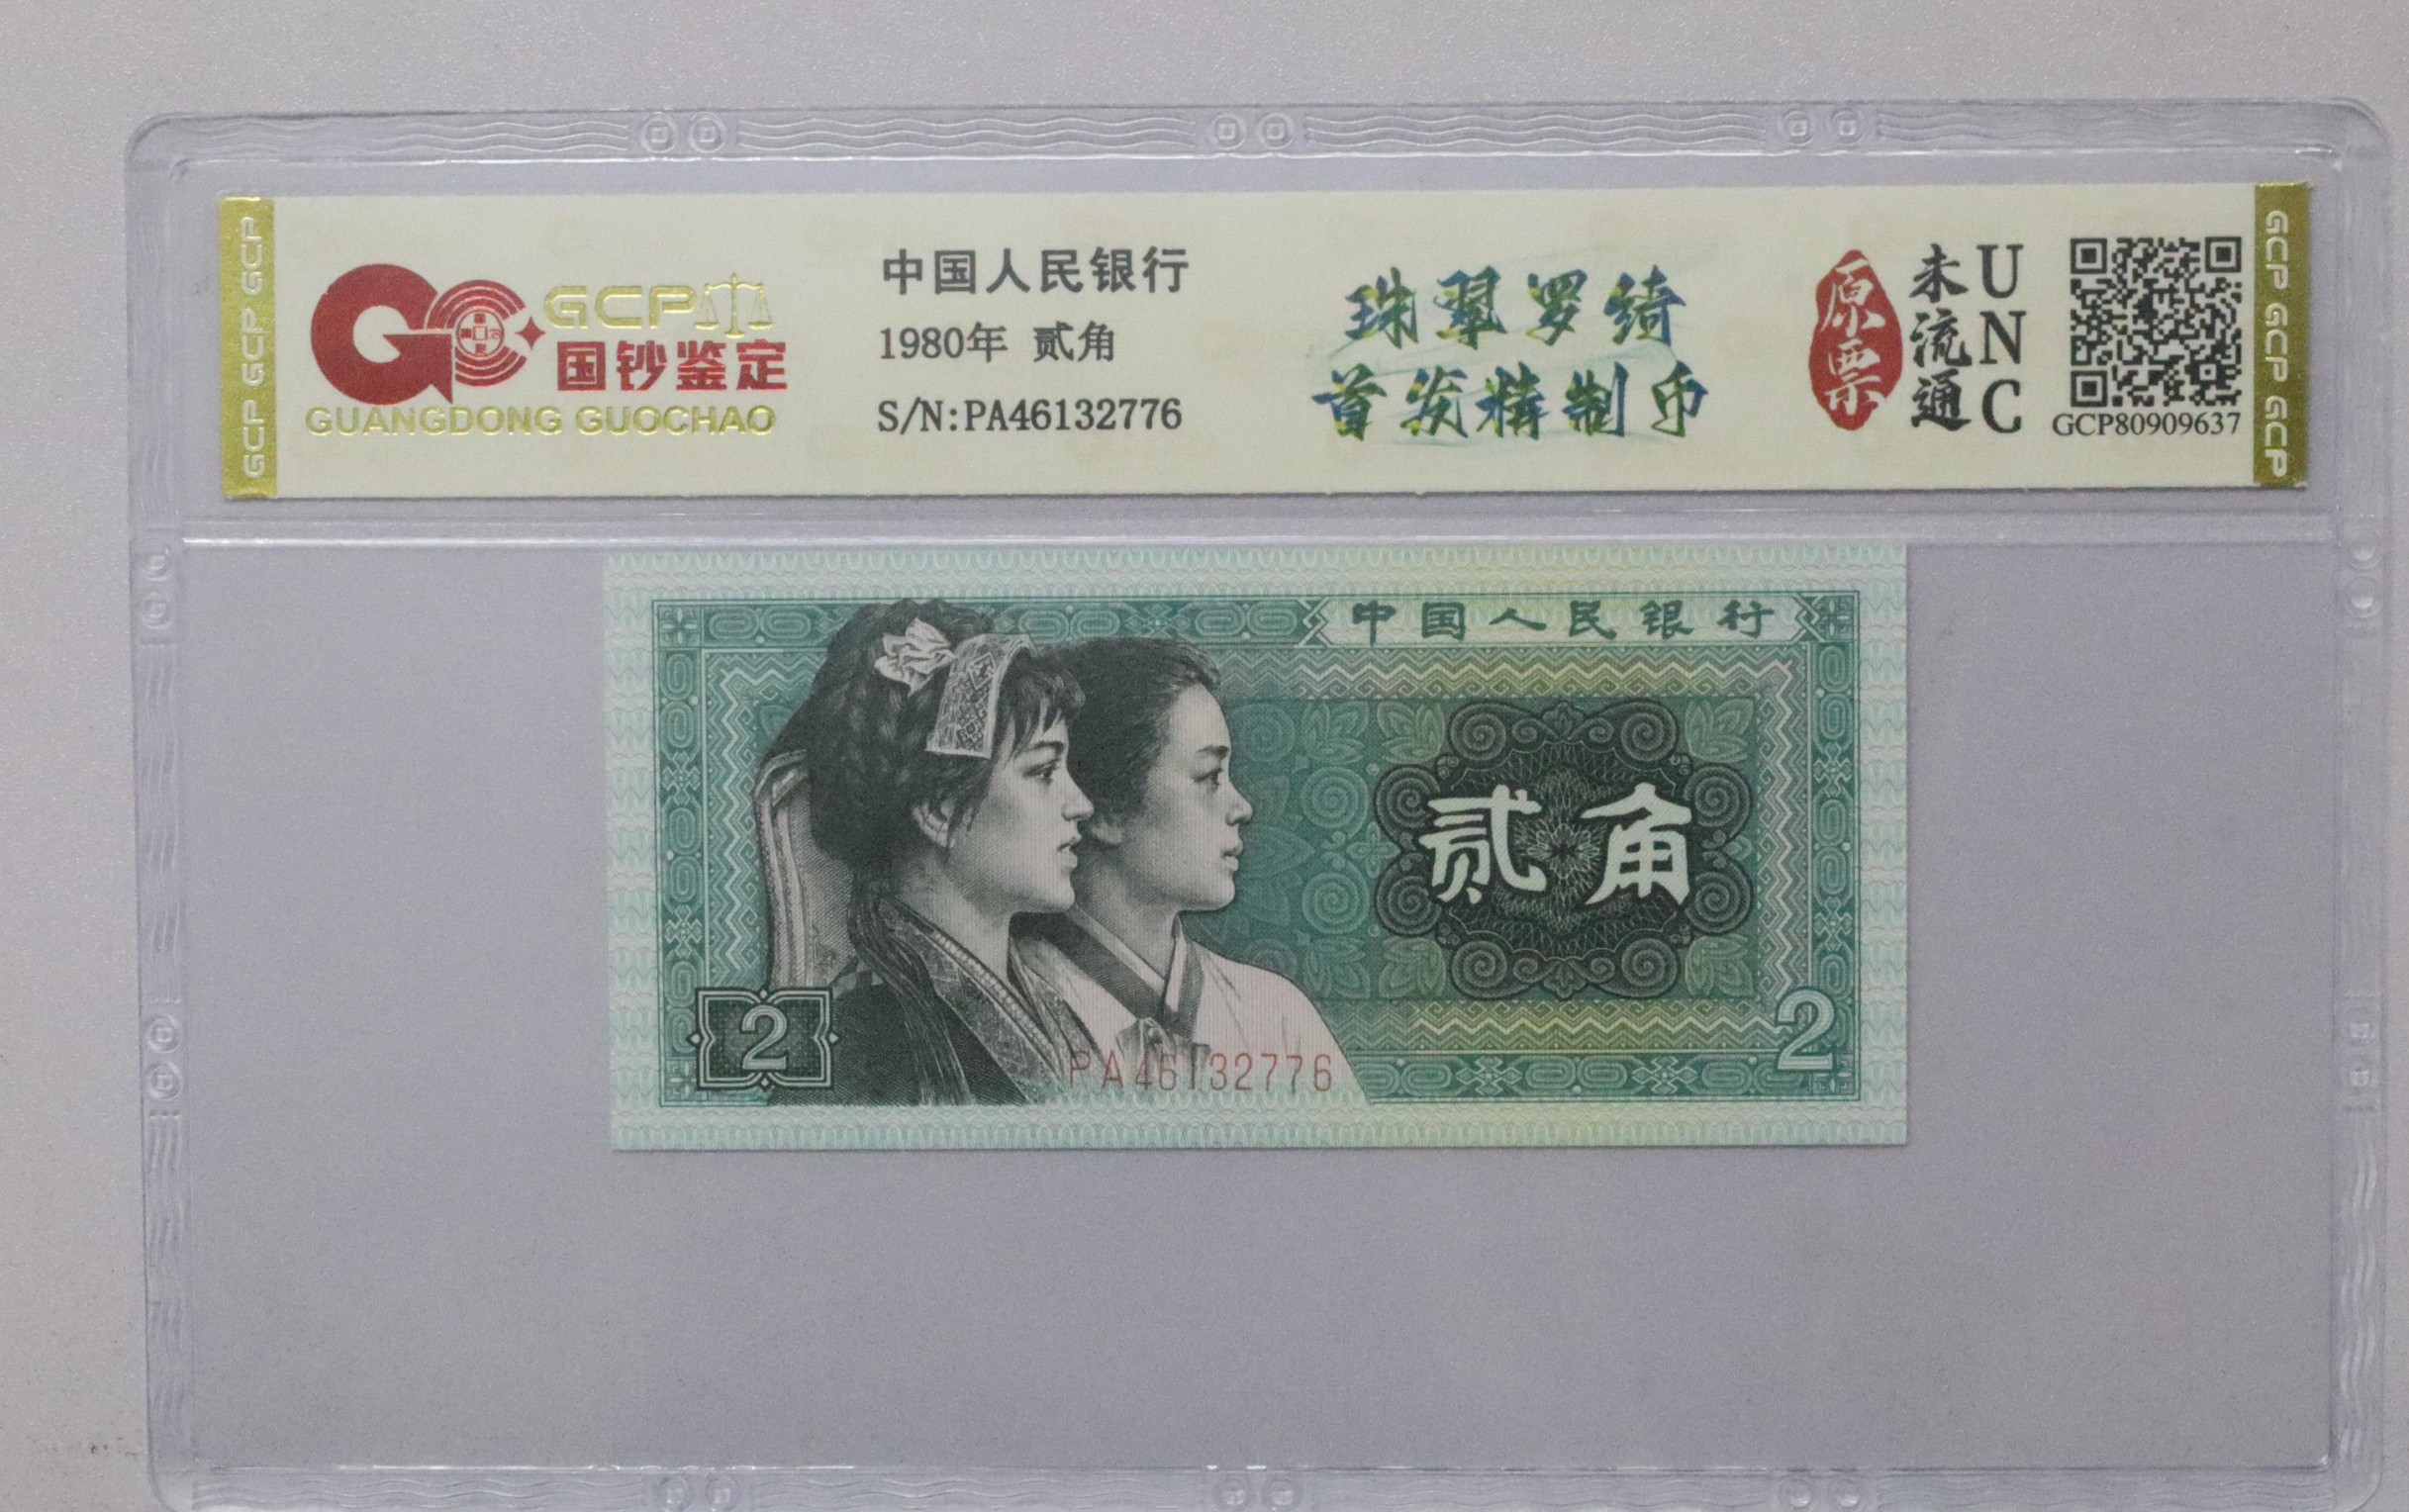 GCP GCP GCP
GCP
国钞鉴定
GUANGDONG GUOCHAO
中国人民银行
1980年 贰角
S/N:PA46132776
珠翠罗绮
首发精制币
原票
未流通
UNC
GCP80909637
GCP GCP GCP
中国人民银行
贰角
2
2
PA46132776